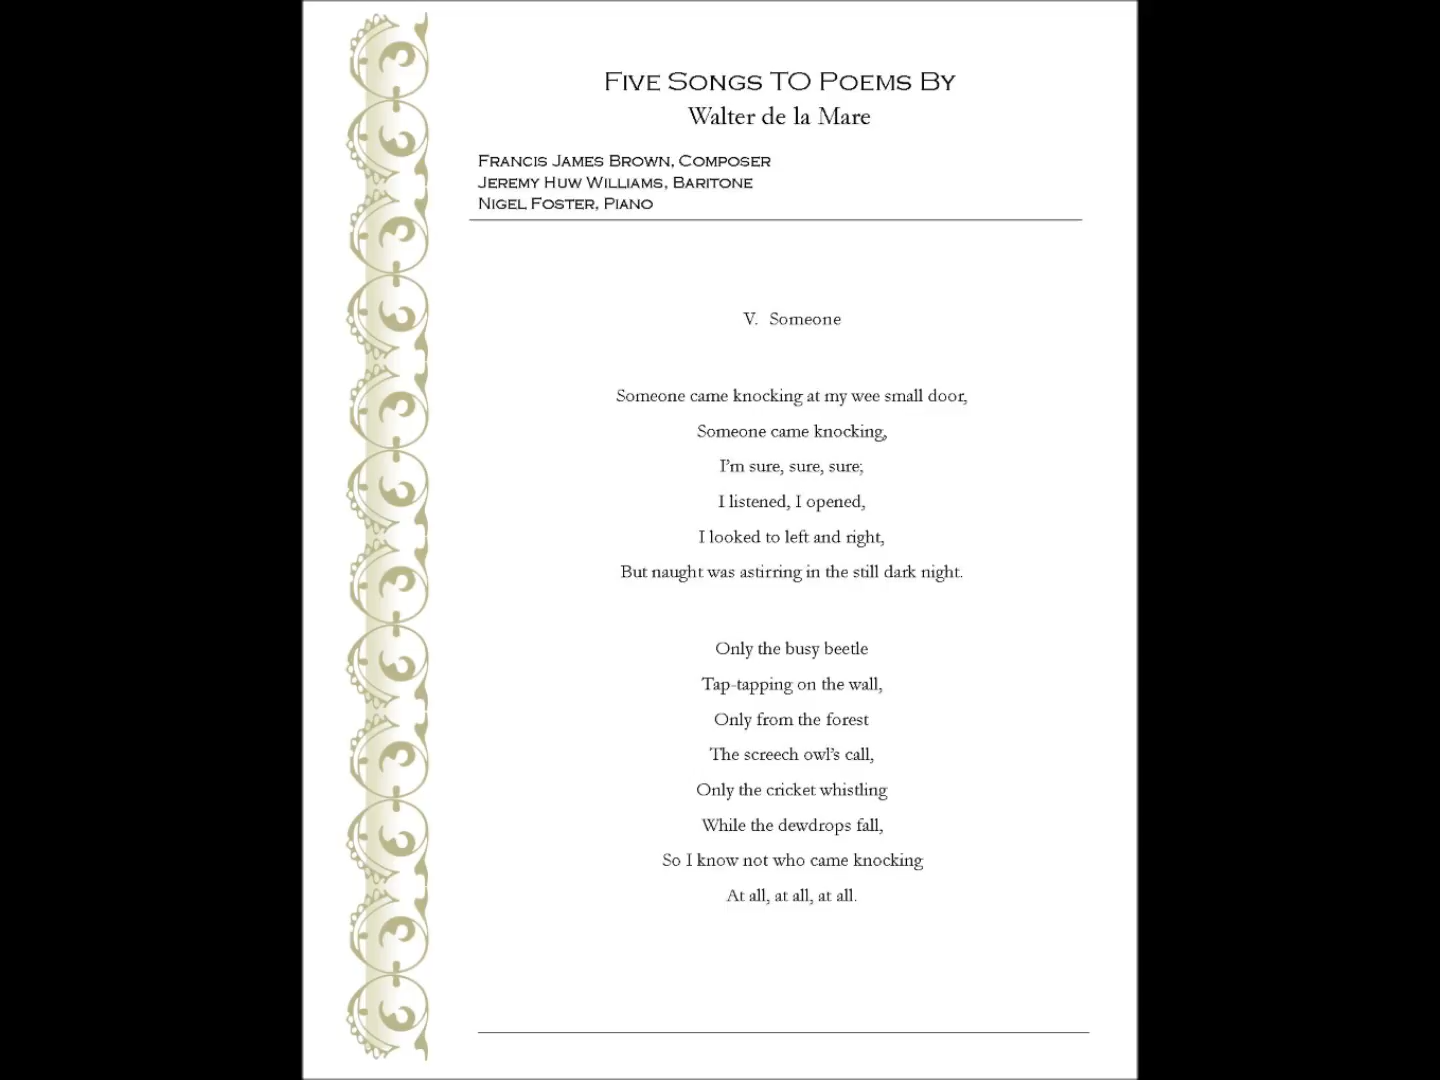 Five Songs TO Poems By
Walter de la Mare
Francis James Brown, Composer
Jeremy Huw Williams, Baritone
Nigel Foster, Piano
V. Someone
Someone came knocking at my wee small door,
Someone came knocking,
I'm sure, sure, sure;
I listened, I opened,
I looked to left and right,
But naught was astirring in the still dark night.
Only the busy beetle
Tap-tapping on the wall,
Only from the forest
The screech owl's call,
Only the cricket whistling
While the dewdrops fall,
So I know not who came knocking
At all, at all, at all.